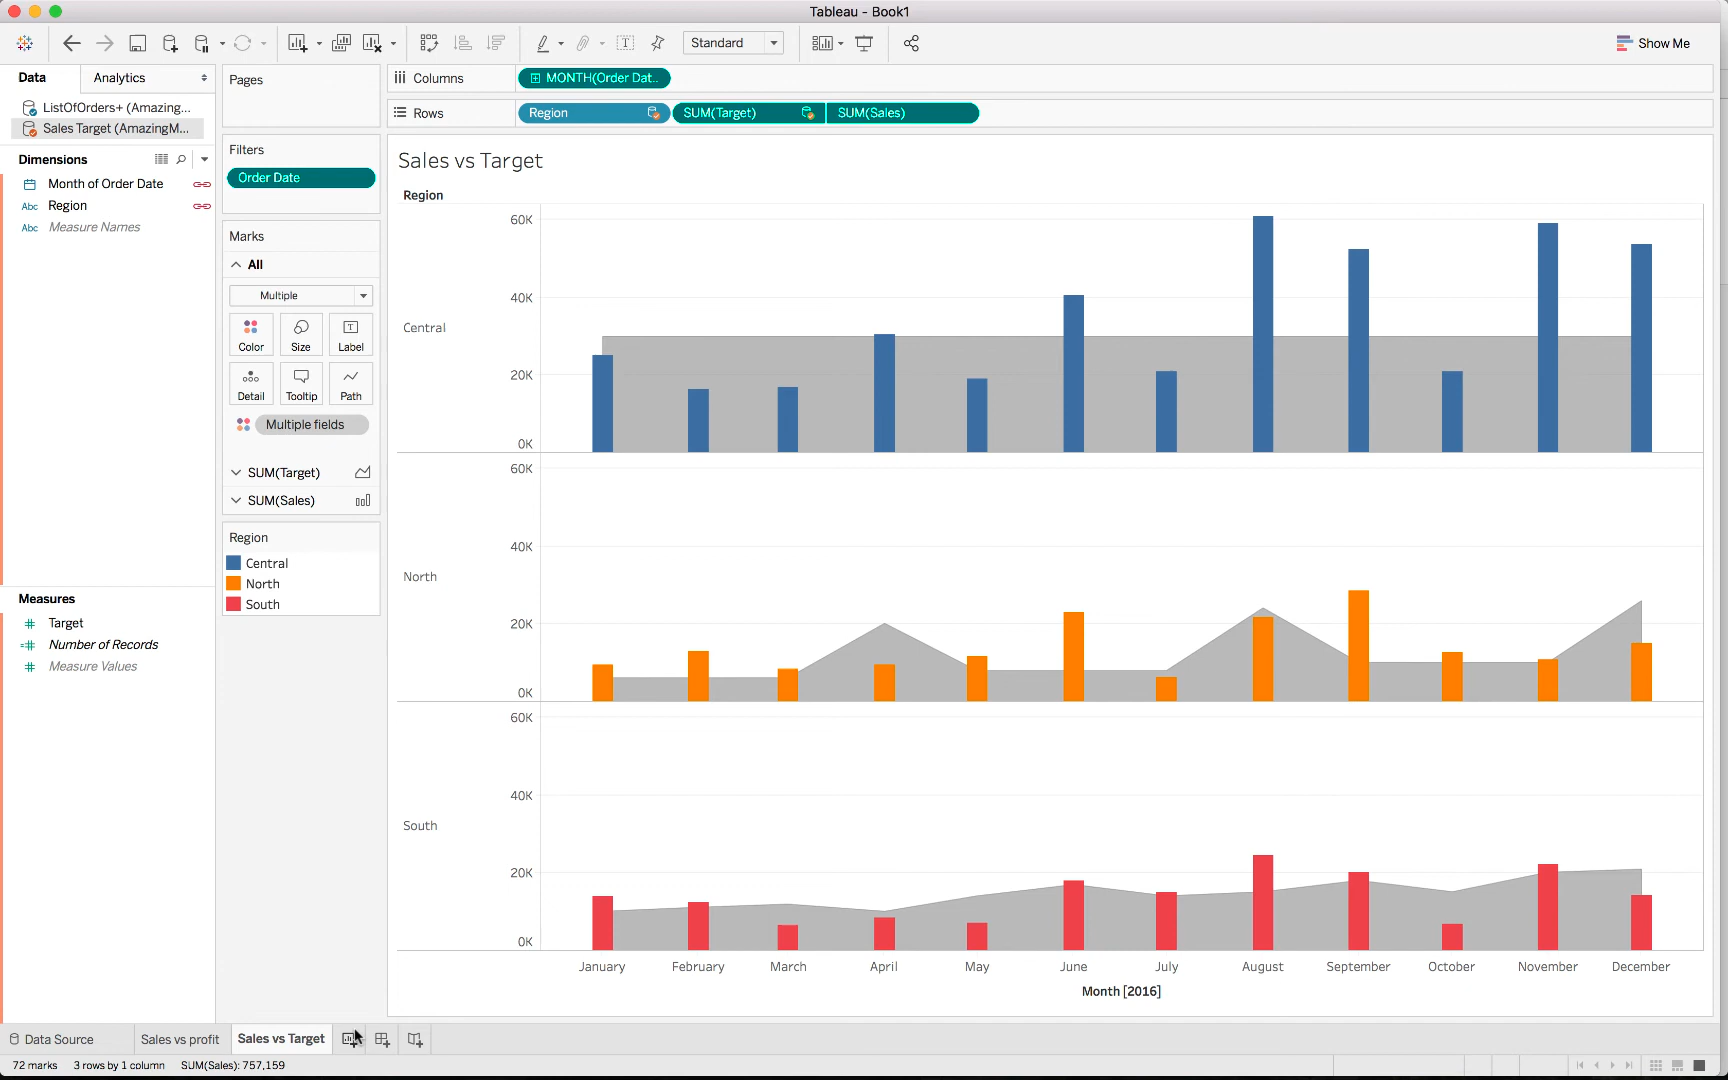 Tableau - Book1
Standard
Show Me
Data
Analytics
Pages
Columns
MONTH(Order Dat..
ListOfOrders+ (Amazing...
Sales Target (AmazingM...
Rows
Region
SUM(Target)
SUM(Sales)
Filters
Order Date
Dimensions
Month of Order Date
Abc Region
Abc Measure Names
Marks
All
Multiple
Color
Size
Label
Detail
Tooltip
Path
Multiple fields
SUM(Target)
SUM(Sales)
Region
Central
North
South
Measures
Target
Number of Records
Measure Values
Sales vs Target
Region
60K
40K
Central
20K
0K
60K
40K
North
20K
0K
60K
40K
South
20K
0K
January February March April May June July August September October November December
Month [2016]
Data Source
Sales vs profit
Sales vs Target
72 marks
3 rows by 1 column
SUM(Sales): 757,159